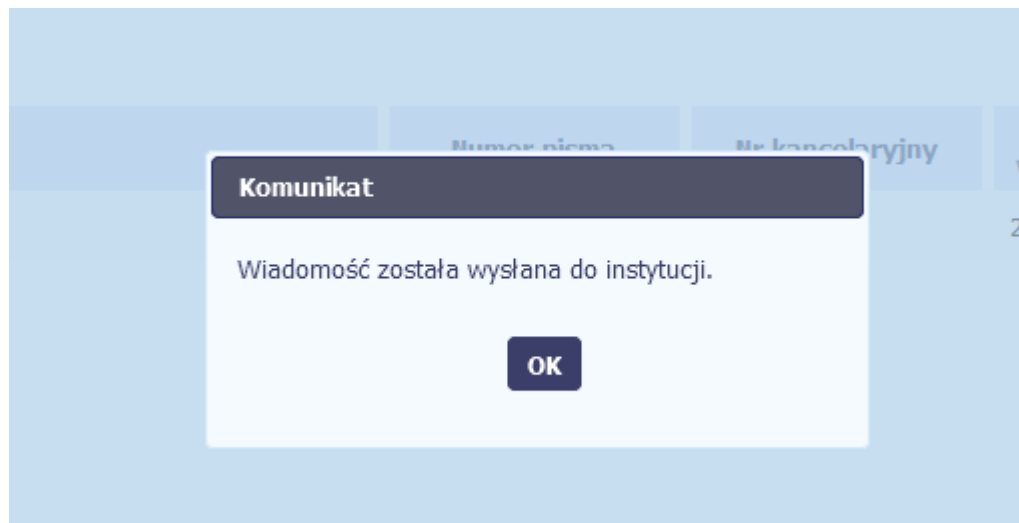 Numer pisma
Nr kancelaryjny
Komunikat
Wiadomość została wysłana do instytucji.
OK